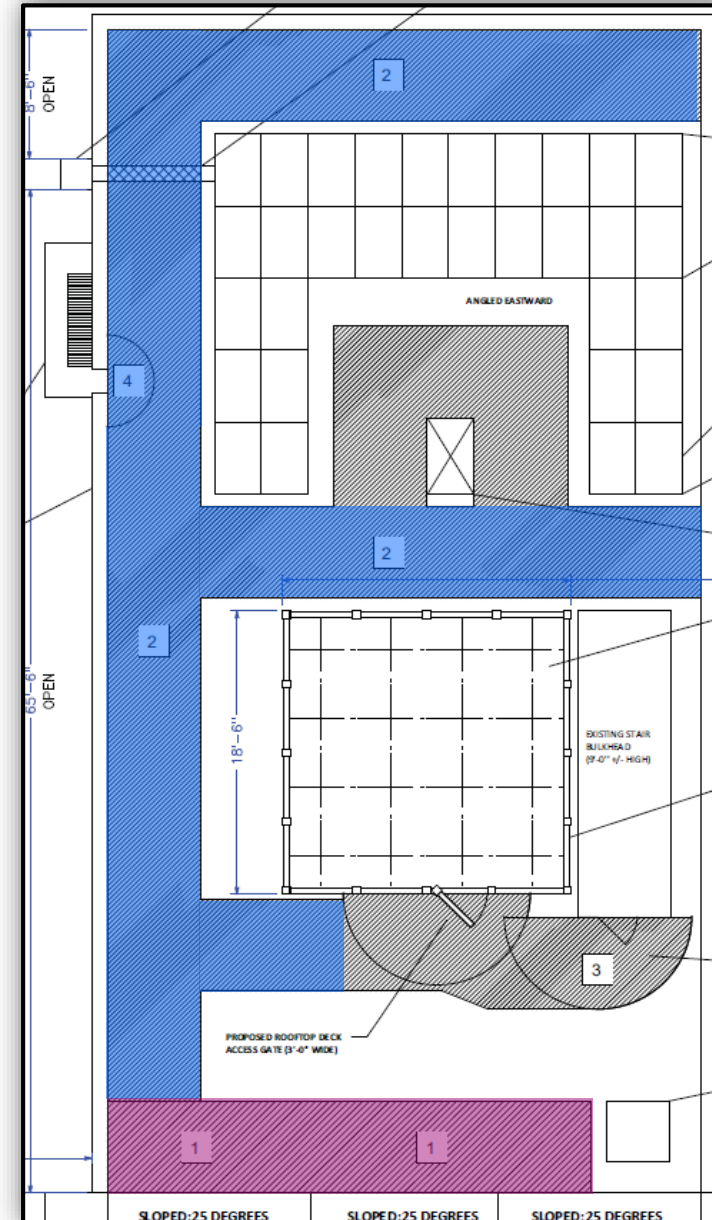 2
8'-6"
OPEN
ANGLED EASTWARD
4
2
2
65'-6"
OPEN
18'-6"
EXISTING STAIR
BULKHEAD
(9'-0" +/- HIGH)
3
PROPOSED ROOFTOP DECK
ACCESS GATE (3'-0" WIDE)
1
1
SLOPED:25 DEGREES
SLOPED:25 DEGREES
SLOPED:25 DEGREES